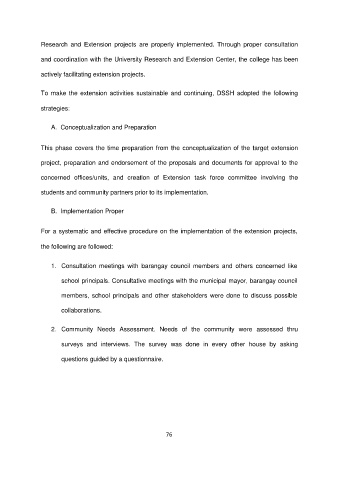 Research and Extension projects are properly implemented. Through proper consultation
and coordination with the University Research and Extension Center, the college has been
actively facilitating extension projects.
To make the extension activities sustainable and continuing, DSSH adopted the following
strategies:
A. Conceptualization and Preparation
This phase covers the time preparation from the conceptualization of the target extension
project, preparation and endorsement of the proposals and documents for approval to the
concerned offices/units, and creation of Extension task force committee involving the
students and community partners prior to its implementation.
B. Implementation Proper
For a systematic and effective procedure on the implementation of the extension projects,
the following are followed:
1. Consultation meetings with barangay council members and others concerned like
school principals. Consultative meetings with the municipal mayor, barangay council
members, school principals and other stakeholders were done to discuss possible
collaborations.
2. Community Needs Assessment. Needs of the community were assessed thru
surveys and interviews. The survey was done in every other house by asking
questions guided by a questionnaire.
76